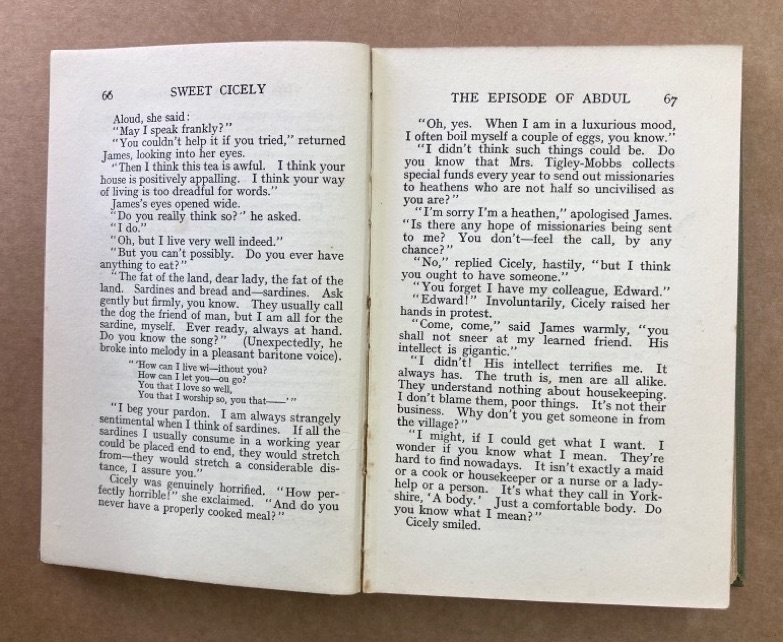 66 SWEET CICELY
Aloud, she said:
"May I speak frankly?"
"You couldn't help it if you tried," returned
James, looking into her eyes.
"Then I think this tea is awful. I think your
house is positively appalling. I think your way
of living is too dreadful for words."
James's eyes opened wide.
"Do you really think so?" he asked.
"I do."
"Oh, but I live very well indeed."
"But you can't possibly. Do you ever have
anything to eat?"
"The fat of the land, dear lady, the fat of the
land. Sardines and bread and—sardines. Ask
gently but firmly, you know. They usually call
the dog the friend of man, but I am all for the
sardine, myself. Ever ready, always at hand.
Do you know the song?" (Unexpectedly, he
broke into melody in a pleasant baritone voice).
"'How can I live wi—ithout you?
How can I let you—ou go?
You that I love so well,
You that I worship so, you that——'"
"I beg your pardon. I am always strangely
sentimental when I think of sardines. If all the
sardines I usually consume in a working year
could be placed end to end, they would stretch
from—they would stretch a considerable dis-
tance, I assure you."
Cicely was genuinely horrified. "How per-
fectly horrible!" she exclaimed. "And do you
never have a properly cooked meal?"
THE EPISODE OF ABDUL 67
"Oh, yes. When I am in a luxurious mood,
I often boil myself a couple of eggs, you know."
"I didn't think such things could be. Do
you know that Mrs. Tigley-Mobbs collects
special funds every year to send out missionaries
to heathens who are not half so uncivilised as
you are?"
"I'm sorry I'm a heathen," apologised James.
"Is there any hope of missionaries being sent
to me? You don't—feel the call, by any
chance?"
"No," replied Cicely, hastily, "but I think
you ought to have someone."
"You forget I have my colleague, Edward."
"Edward!" Involuntarily, Cicely raised her
hands in protest.
"Come, come," said James warmly, "you
shall not sneer at my learned friend. His
intellect is gigantic."
"I didn't! His intellect terrifies me. It
always has. The truth is, men are all alike.
They understand nothing about housekeeping.
I don't blame them, poor things. It's not their
business. Why don't you get someone in from
the village?"
"I might, if I could get what I want. I
wonder if you know what I mean. They're
hard to find nowadays. It isn't exactly a maid
or a cook or housekeeper or a nurse or a lady-
help or a person. It's what they call in York-
shire, 'A body.' Just a comfortable body. Do
you know what I mean?"
Cicely smiled.